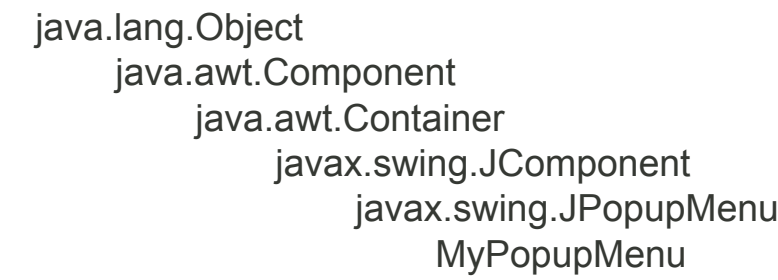 java.lang.Object
java.awt.Component
java.awt.Container
javax.swing.JComponent
javax.swing.JPopupMenu
MyPopupMenu